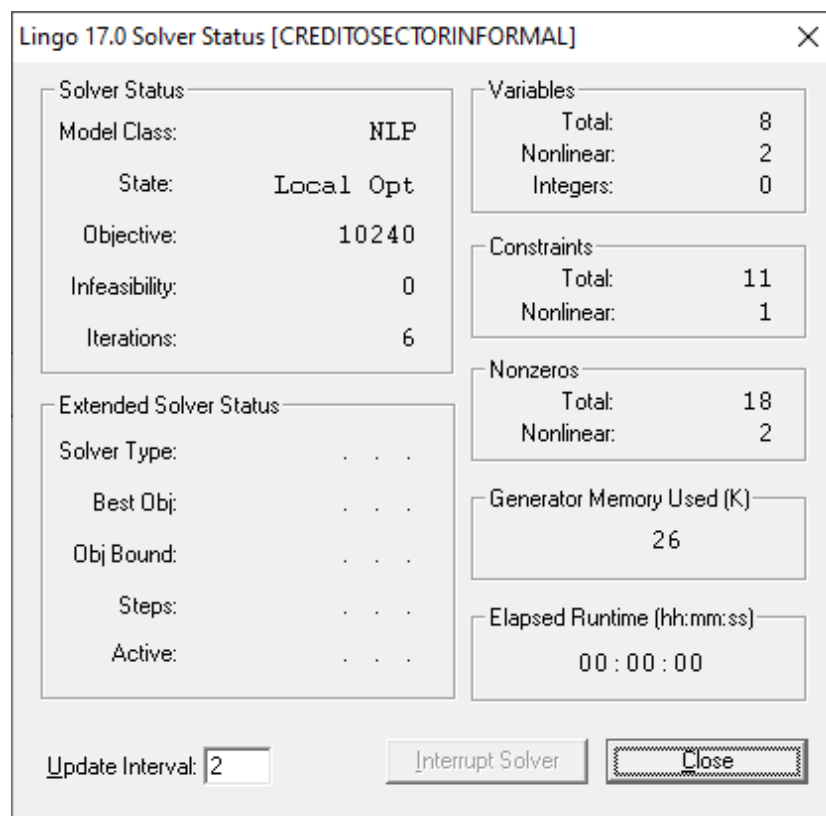 Lingo 17.0 Solver Status [CREDITOSECTORINFORMAL]
Solver Status
Model Class: NLP
State: Local Opt
Objective: 10240
Infeasibility: 0
Iterations: 6
Extended Solver Status
Solver Type: . . .
Best Obj: . . .
Obj Bound: . . .
Steps: . . .
Active: . . .
Variables
Total: 8
Nonlinear: 2
Integers: 0
Constraints
Total: 11
Nonlinear: 1
Nonzeros
Total: 18
Nonlinear: 2
Generator Memory Used (K)
26
Elapsed Runtime (hh:mm:ss)
00:00:00
Update Interval: 2
Interrupt Solver
Close